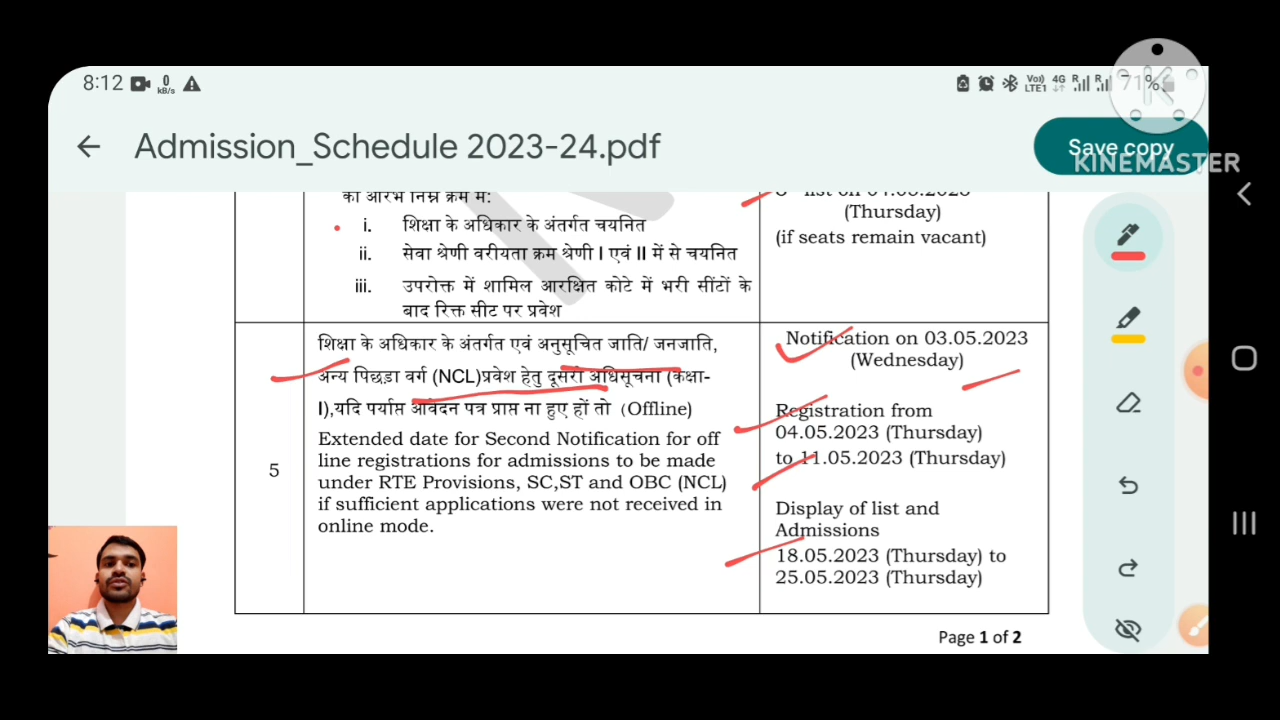 8:12 0 kB/s Vo) LTE1 4G R R 71%
Admission_Schedule 2023-24.pdf
Save copy
KINEMASTER
i. शिक्षा के अधिकार के अंतर्गत चयनित
ii. सेवा श्रेणी वरीयता क्रम श्रेणी I एवं II में से चयनित
iii. उपरोक्त में शामिल आरक्षित कोटे में भरी सींटों के
बाद रिक्त सीट पर प्रवेश
(Thursday)
(if seats remain vacant)
5
शिक्षा के अधिकार के अंतर्गत एवं अनुसूचित जाति/ जनजाति,
अन्य पिछड़ा वर्ग (NCL)प्रवेश हेतु दूसरी अधिसूचना (कक्षा-
I),यदि पर्याप्त आवेदन पत्र प्राप्त ना हुए हों तो (Offline)
Extended date for Second Notification for off
line registrations for admissions to be made
under RTE Provisions, SC,ST and OBC (NCL)
if sufficient applications were not received in
online mode.
Notification on 03.05.2023
(Wednesday)
Registration from
04.05.2023 (Thursday)
to 11.05.2023 (Thursday)
Display of list and
Admissions
18.05.2023 (Thursday) to
25.05.2023 (Thursday)
Page 1 of 2